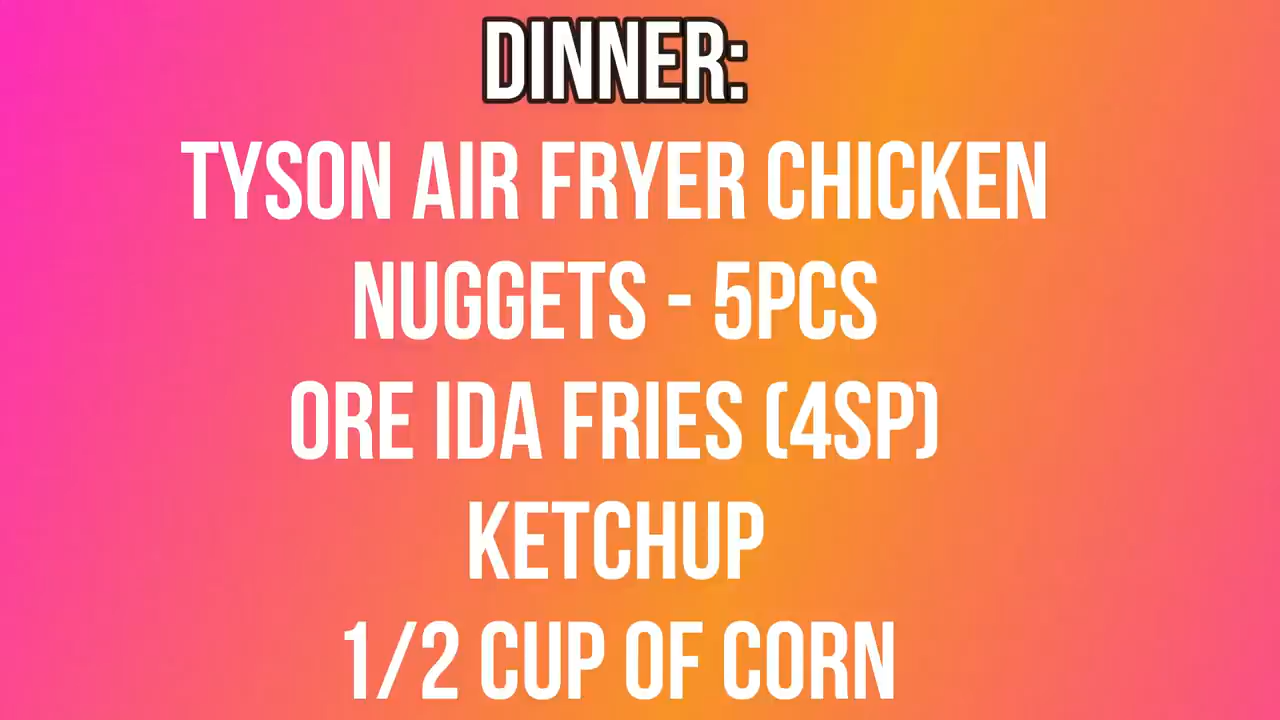 DINNER:
TYSON AIR FRYER CHICKEN
NUGGETS - 5PCS
ORE IDA FRIES (4SP)
KETCHUP
1/2 CUP OF CORN